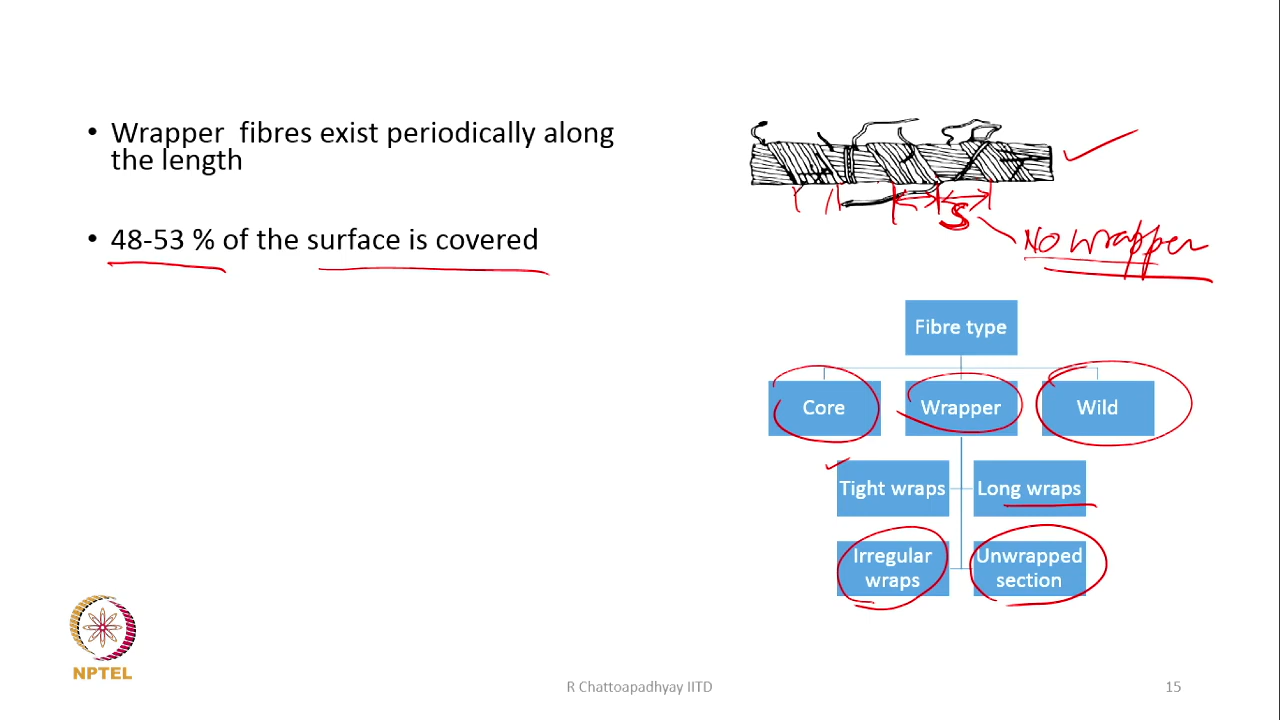 • Wrapper fibres exist periodically along
the length
• 48-53 % of the surface is covered
S
No wrapper
Fibre type
Core
Wrapper
Wild
Tight wraps
Long wraps
Irregular
wraps
Unwrapped
section
NPTEL
R Chattoapadhyay IITD
15